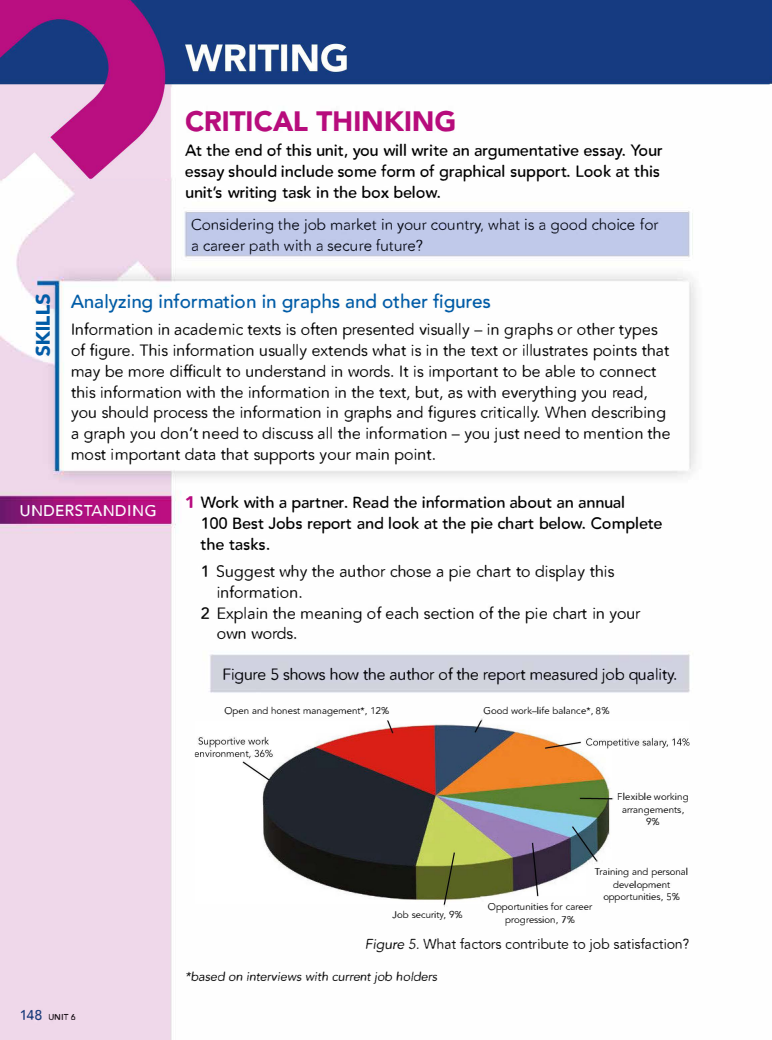 WRITING
CRITICAL THINKING
At the end of this unit, you will write an argumentative essay. Your
essay should include some form of graphical support. Look at this
unit's writing task in the box below.
Considering the job market in your country, what is a good choice for
a career path with a secure future?
SKILLS
Analyzing information in graphs and other figures
Information in academic texts is often presented visually – in graphs or other types
of figure. This information usually extends what is in the text or illustrates points that
may be more difficult to understand in words. It is important to be able to connect
this information with the information in the text, but, as with everything you read,
you should process the information in graphs and figures critically. When describing
a graph you don't need to discuss all the information – you just need to mention the
most important data that supports your main point.
UNDERSTANDING
1 Work with a partner. Read the information about an annual
100 Best Jobs report and look at the pie chart below. Complete
the tasks.
1 Suggest why the author chose a pie chart to display this
information.
2 Explain the meaning of each section of the pie chart in your
own words.
Figure 5 shows how the author of the report measured job quality.
Open and honest management*, 12%
Good work–life balance*, 8%
Supportive work
environment, 36%
Competitive salary, 14%
Flexible working
arrangements,
9%
Training and personal
development
opportunities, 5%
Opportunities for career
progression, 7%
Job security, 9%
Figure 5. What factors contribute to job satisfaction?
*based on interviews with current job holders
148 UNIT 6